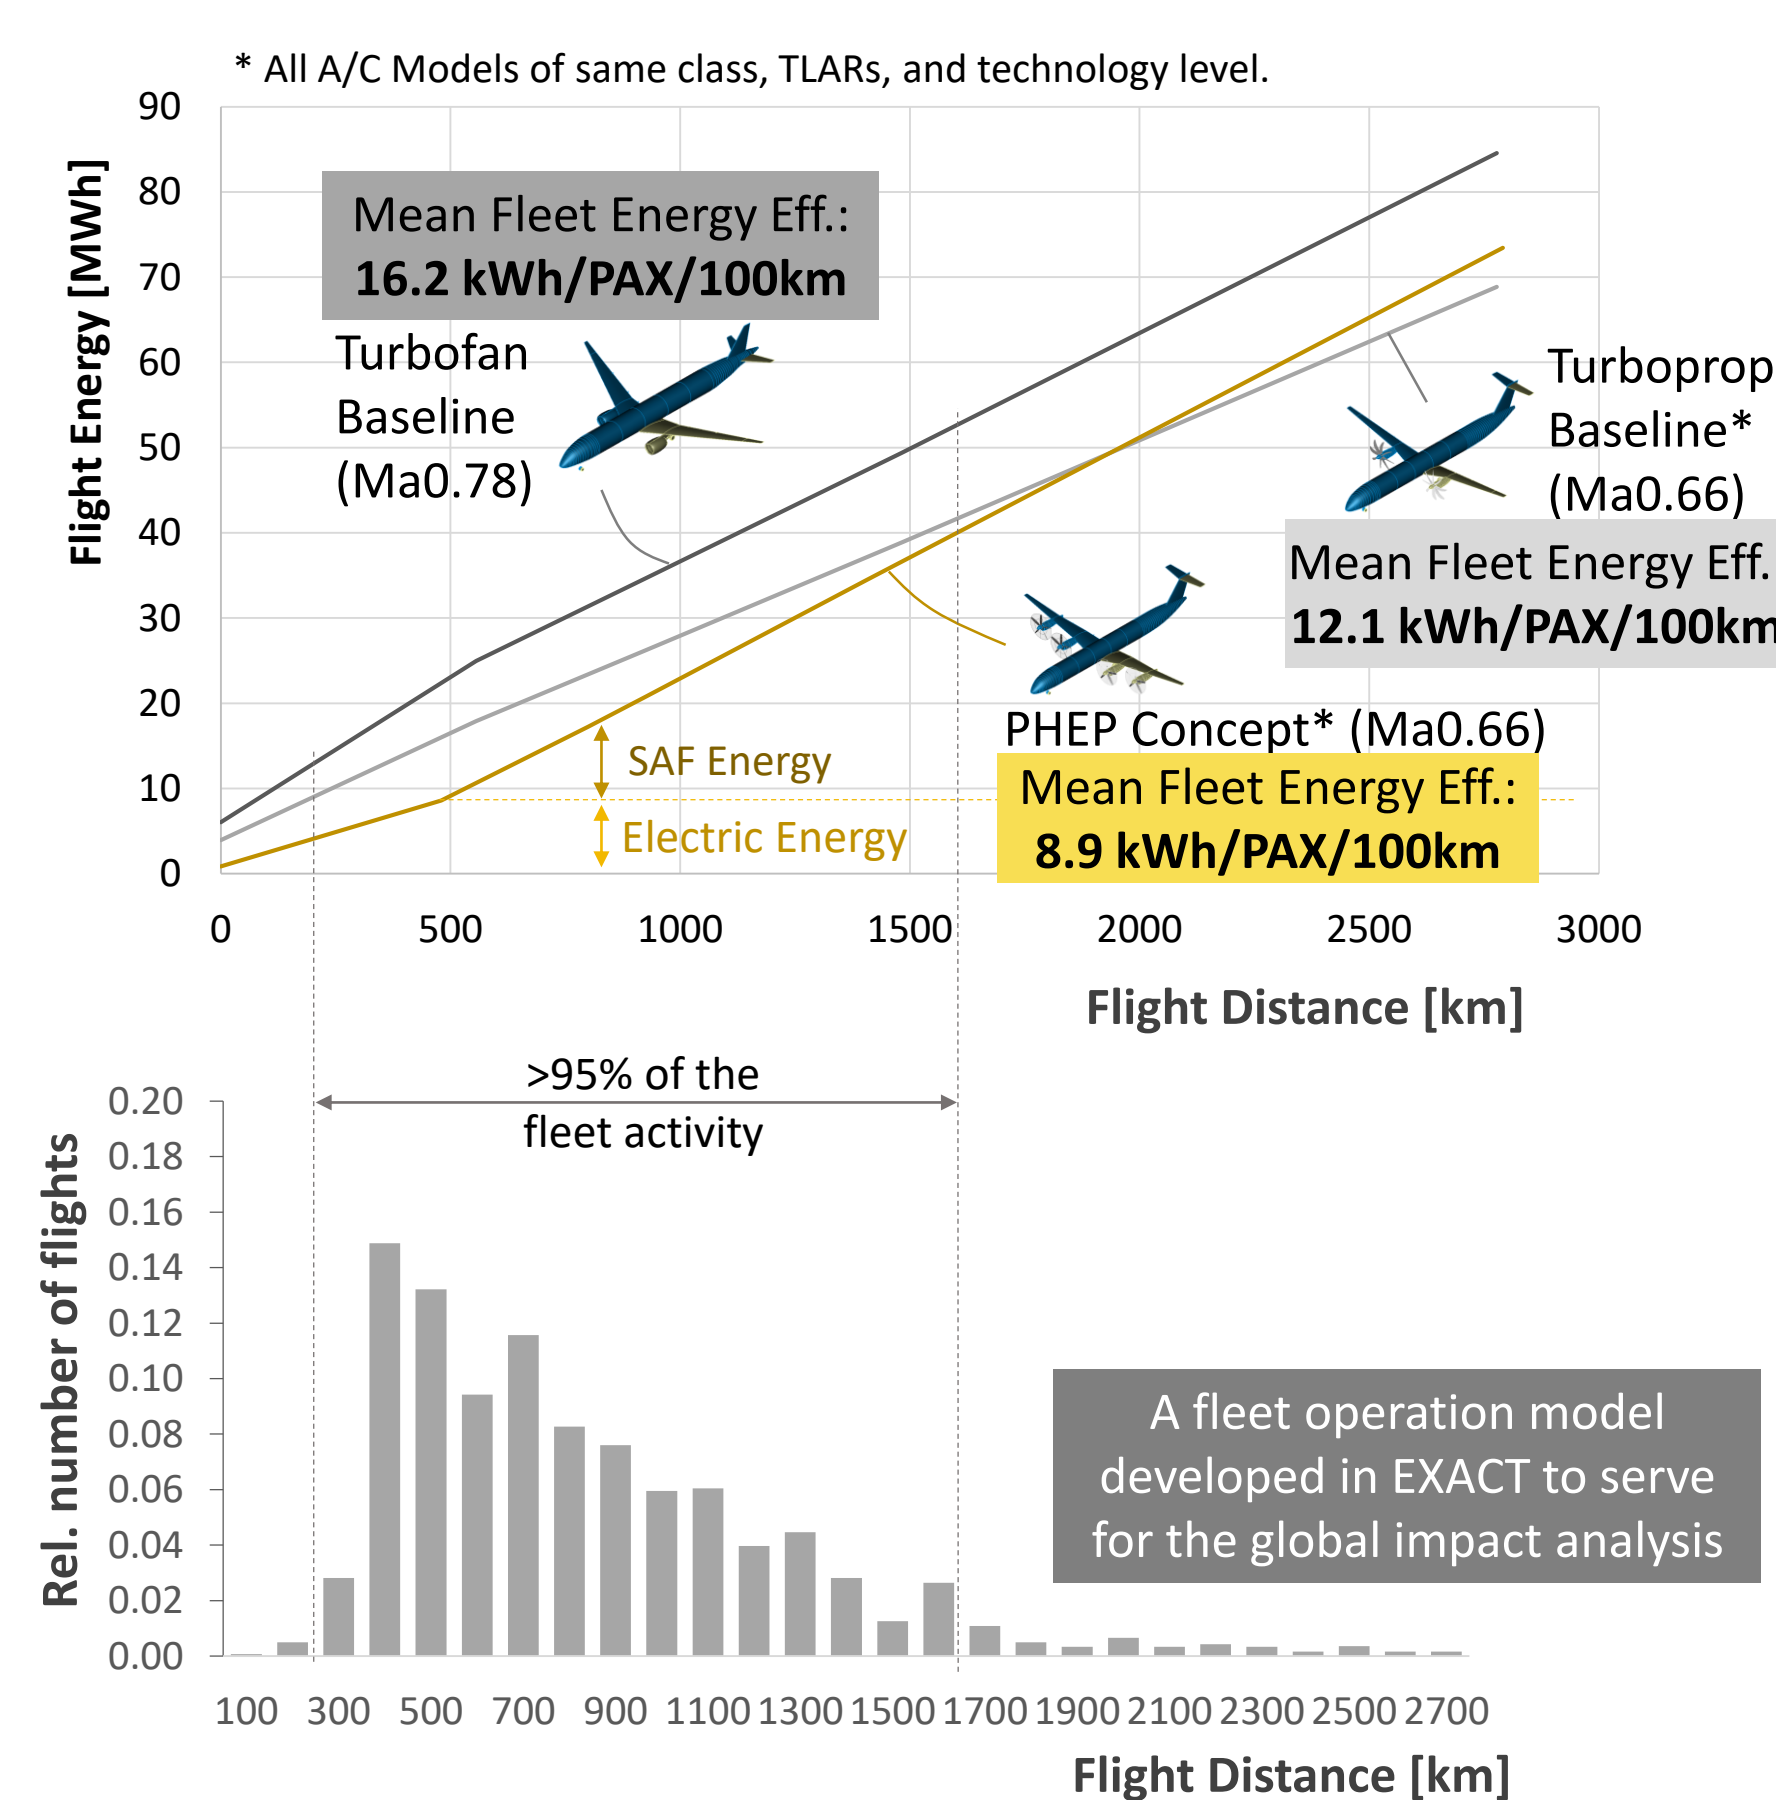 * All A/C Models of same class, TLARs, and technology level.
90
80
70
60
50
40
30
20
10
0
Flight Energy [MWh]
Mean Fleet Energy Eff.:
16.2 kWh/PAX/100km
Turbofan
Baseline
(Ma0.78)
Turboprop
Baseline*
(Ma0.66)
Mean Fleet Energy Eff.
12.1 kWh/PAX/100km
PHEP Concept* (Ma0.66)
Mean Fleet Energy Eff.:
8.9 kWh/PAX/100km
SAF Energy
Electric Energy
0 500 1000 1500 2000 2500 3000
Flight Distance [km]
>95% of the
fleet activity
0.20
0.18
0.16
0.14
0.12
0.10
0.08
0.06
0.04
0.02
0.00
Rel. number of flights
A fleet operation model
developed in EXACT to serve
for the global impact analysis
100 300 500 700 900 1100 1300 1500 1700 1900 2100 2300 2500 2700
Flight Distance [km]